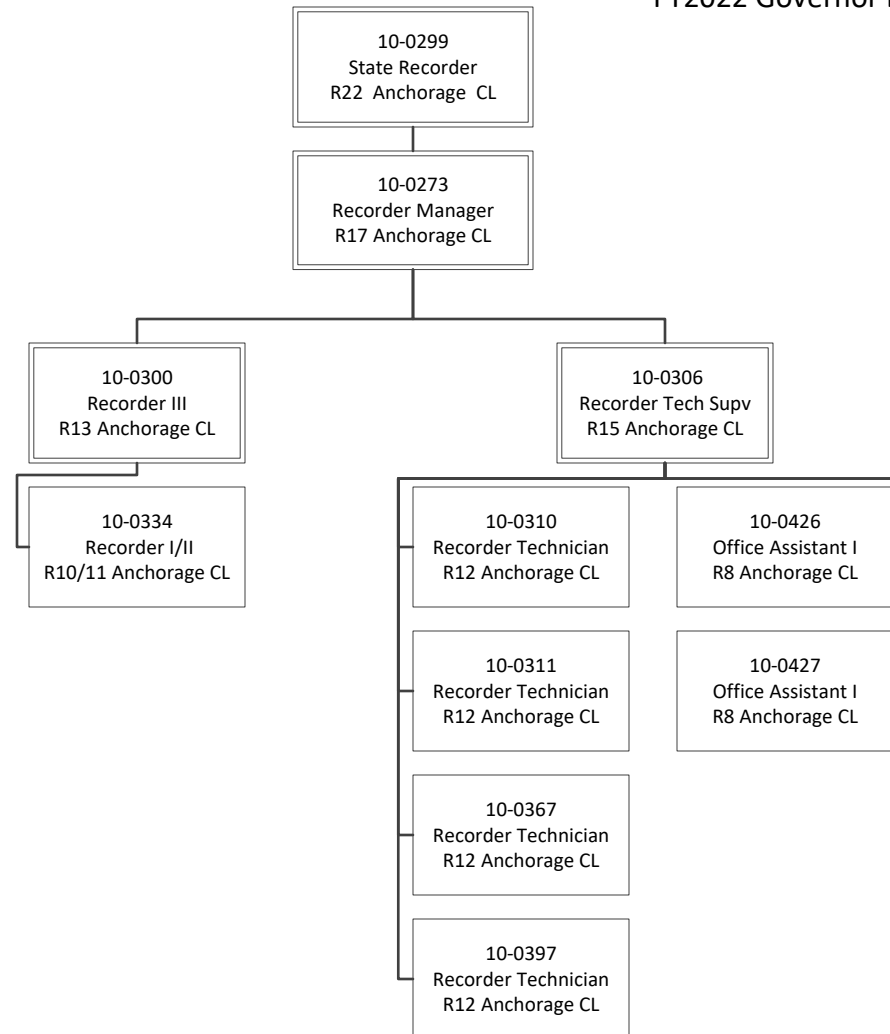 10-0299
State Recorder
R22 Anchorage CL
10-0273
Recorder Manager
R17 Anchorage CL
10-0300
Recorder III
R13 Anchorage CL
10-0306
Recorder Tech Supv
R15 Anchorage CL
10-0334
Recorder I/II
R10/11 Anchorage CL
10-0310
Recorder Technician
R12 Anchorage CL
10-0426
Office Assistant I
R8 Anchorage CL
10-0311
Recorder Technician
R12 Anchorage CL
10-0427
Office Assistant I
R8 Anchorage CL
10-0367
Recorder Technician
R12 Anchorage CL
10-0397
Recorder Technician
R12 Anchorage CL